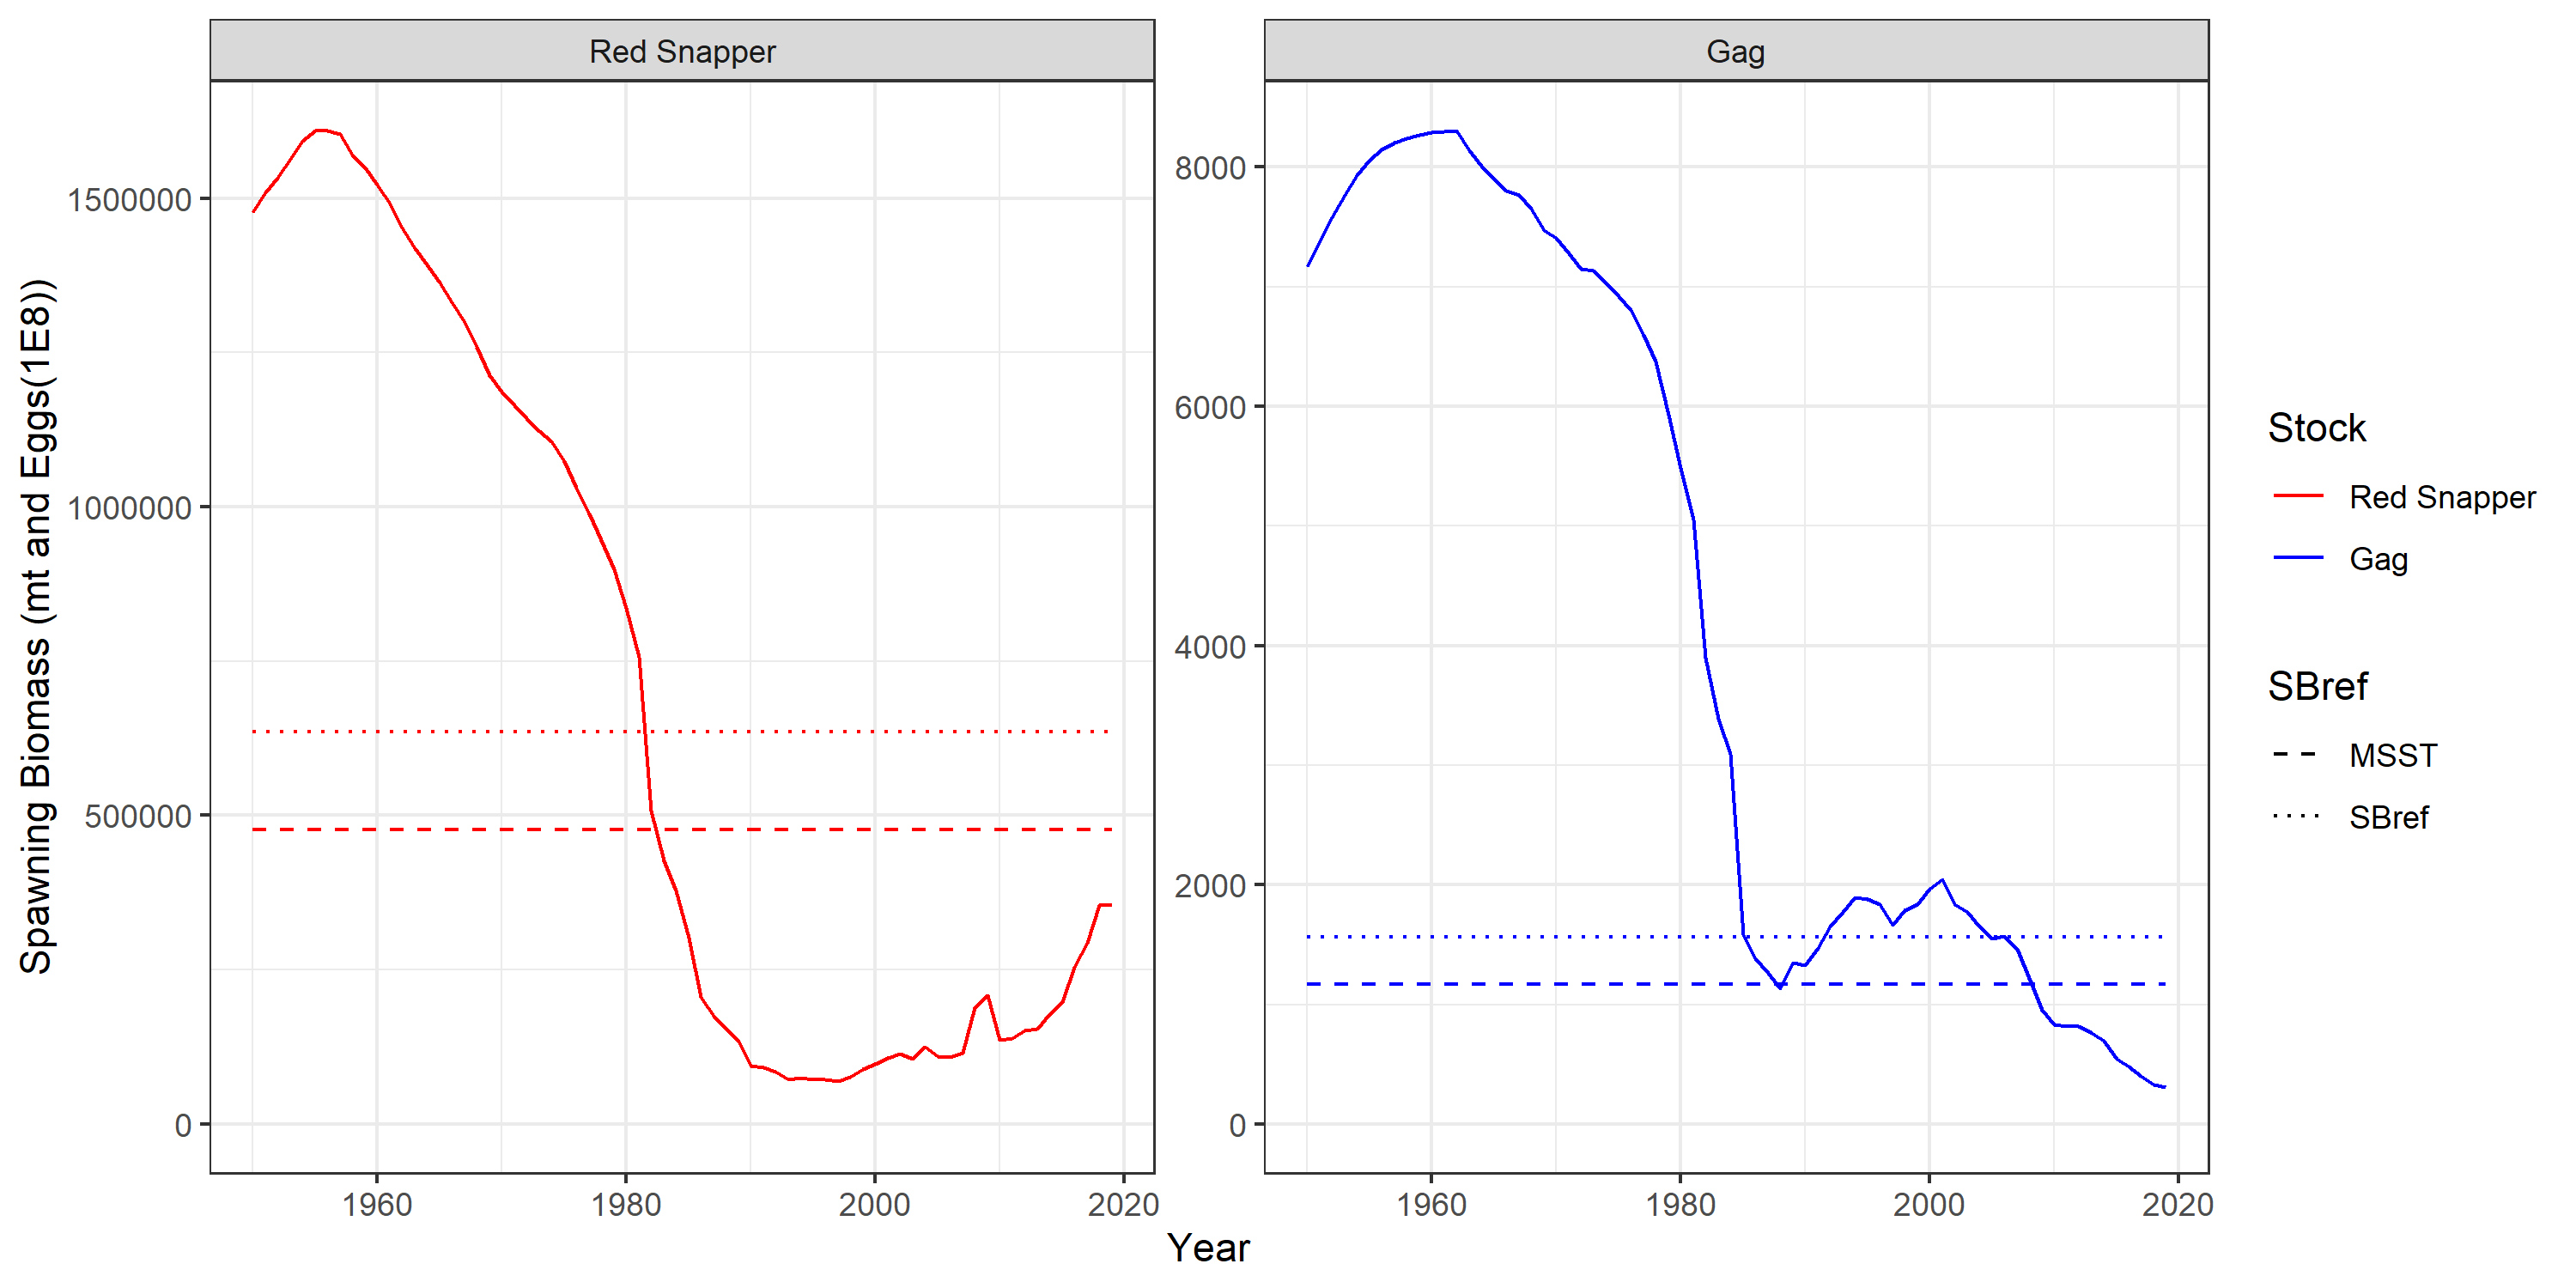 Red Snapper
Gag
Spawning Biomass (mt and Eggs(1E8))
1500000
1000000
500000
0
8000
6000
4000
2000
0
1960
1980
2000
2020
1960
1980
2000
2020
Year
Stock
Red Snapper
Gag
SBref
MSST
SBref